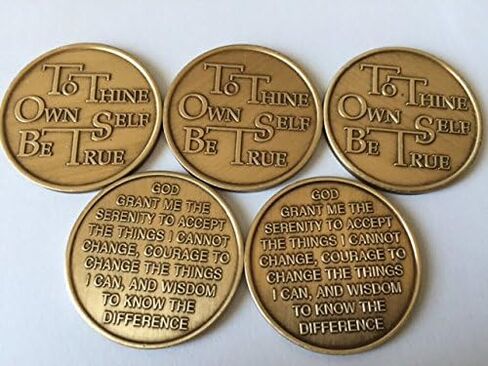 To Thine
Own Self
Be True
To Thine
Own Self
Be True
To Thine
Own Self
Be True
GOD
GRANT ME THE
SERENITY TO ACCEPT
THE THINGS I CANNOT
CHANGE, COURAGE TO
CHANGE THE THINGS
I CAN, AND WISDOM
TO KNOW THE
DIFFERENCE
GOD
GRANT ME THE
SERENITY TO ACCEPT
THE THINGS I CANNOT
CHANGE, COURAGE TO
CHANGE THE THINGS
I CAN, AND WISDOM
TO KNOW THE
DIFFERENCE